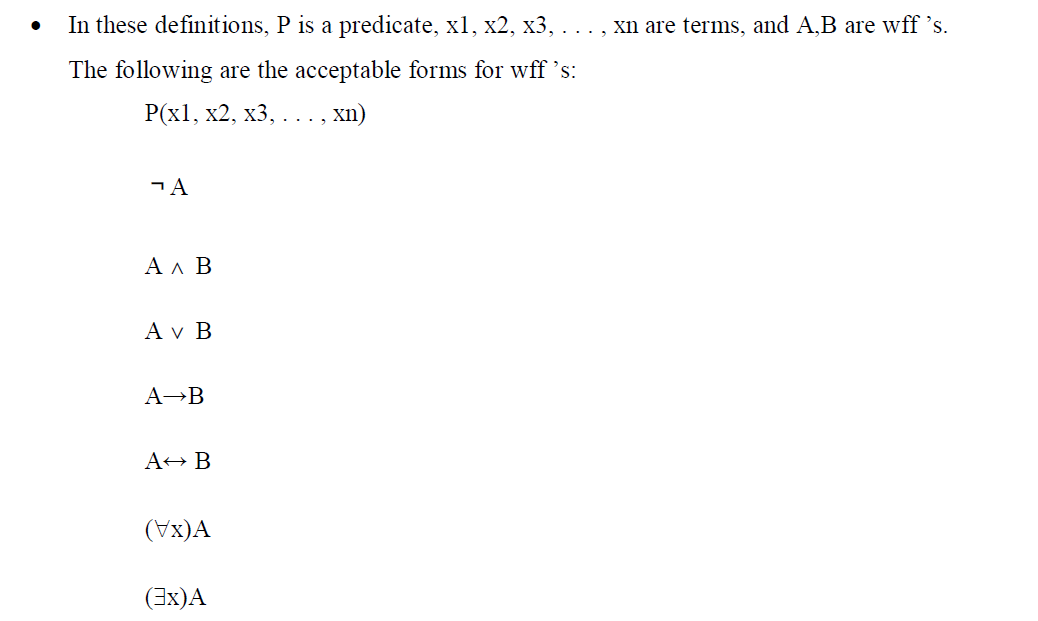 • In these definitions, P is a predicate, x1, x2, x3, . . . , xn are terms, and A,B are wff ’s.
The following are the acceptable forms for wff ’s:
P(x1, x2, x3, . . . , xn)
¬ A
A ∧ B
A ∨ B
A→B
A↔ B
(∀x)A
(∃x)A